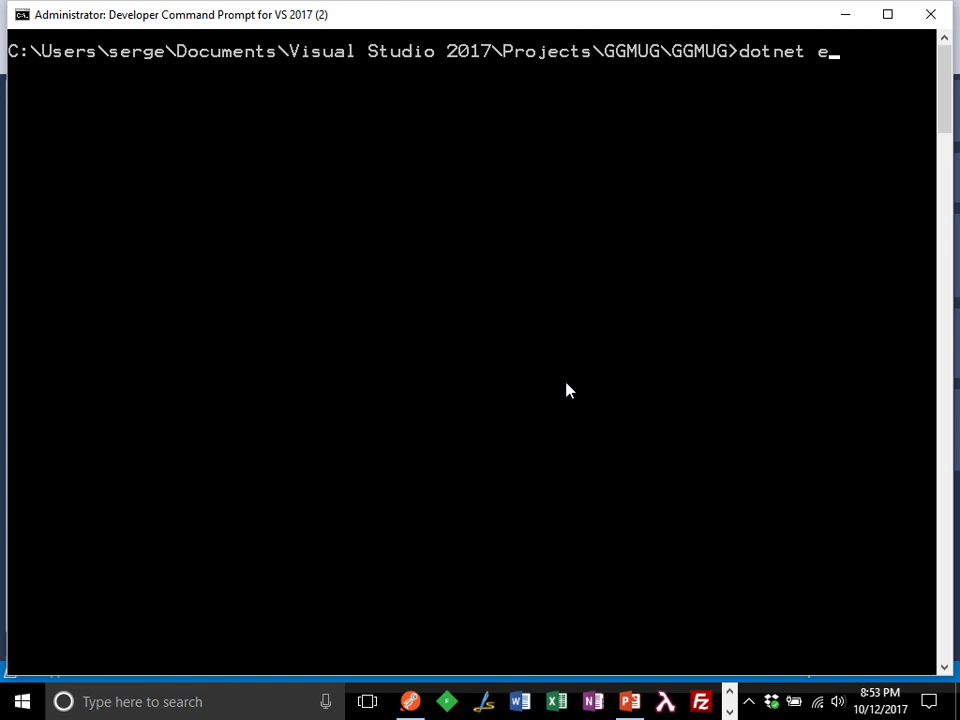 Administrator: Developer Command Prompt for VS 2017 (2)
C:\Users\serge\Documents\Visual Studio 2017\Projects\GGMUG\GGMUG>dotnet e
Type here to search
8:53 PM
10/12/2017